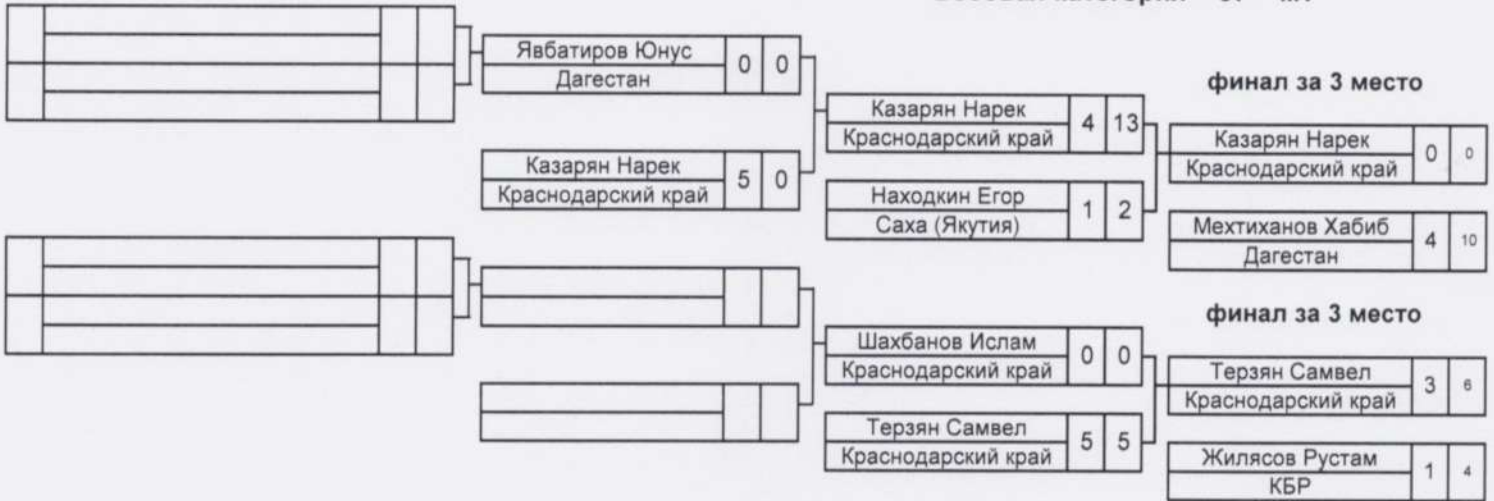 Явбатиров Юнус 0 0
Дагестан
финал за 3 место
Казарян Нарек 4 13
Краснодарский край
Казарян Нарек 0 0
Краснодарский край
Казарян Нарек 5 0
Краснодарский край
Находкин Егор 1 2
Саха (Якутия)
Мехтиханов Хабиб 4 10
Дагестан
финал за 3 место
Шахбанов Ислам 0 0
Краснодарский край
Терзян Самвел 3 6
Краснодарский край
Терзян Самвел 5 5
Краснодарский край
Жилясов Рустам 1 4
КБР